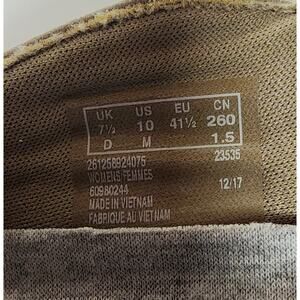 UK US EU CN
7½ 10 41½ 260
D M 1.5
261258924075 23535
WOMENS/FEMMES
60980244 12/17
MADE IN VIETNAM
FABRIQUE AU VIETNAM